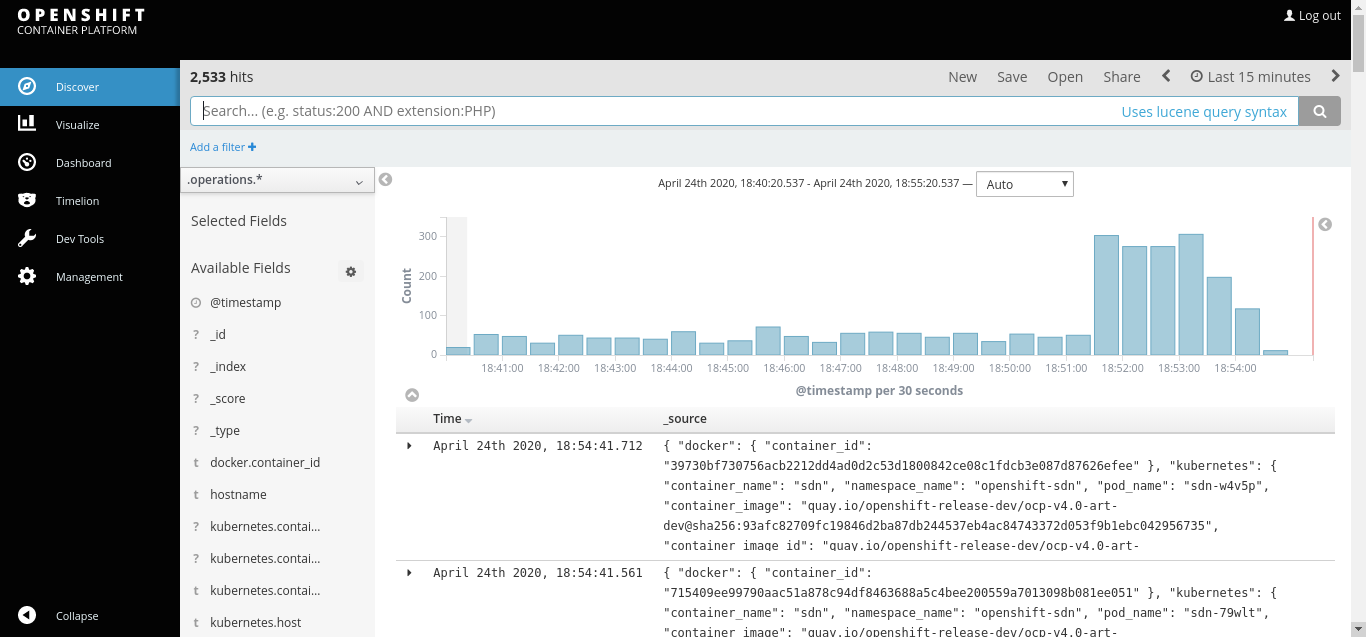 OPENSHIFT
CONTAINER PLATFORM
Log out
Discover
Visualize
Dashboard
Timelion
Dev Tools
Management
Collapse
2,533 hits
New Save Open Share Last 15 minutes
Search... (e.g. status:200 AND extension:PHP)
Uses lucene query syntax
Add a filter +
.operations.*
Selected Fields
Available Fields
@timestamp
? _id
? _index
? _score
? _type
t docker.container_id
t hostname
? kubernetes.contai...
? kubernetes.contai...
t kubernetes.contai...
t kubernetes.host
April 24th 2020, 18:40:20.537 - April 24th 2020, 18:55:20.537 — Auto
Count
300
200
100
0
18:41:00 18:42:00 18:43:00 18:44:00 18:45:00 18:46:00 18:47:00 18:48:00 18:49:00 18:50:00 18:51:00 18:52:00 18:53:00 18:54:00
@timestamp per 30 seconds
Time _source
April 24th 2020, 18:54:41.712 { "docker": { "container_id":
"39730bf730756acb2212dd4ad0d2c53d1800842ce08c1fdcb3e087d87626efee" }, "kubernetes": {
"container_name": "sdn", "namespace_name": "openshift-sdn", "pod_name": "sdn-w4v5p",
"container_image": "quay.io/openshift-release-dev/ocp-v4.0-art-
dev@sha256:93afc82709fc19846d2ba87db244537eb4ac84743372d053f9b1ebc042956735",
"container_image_id": "quay.io/openshift-release-dev/ocp-v4.0-art-
April 24th 2020, 18:54:41.561 { "docker": { "container_id":
"715409ee99790aac51a878c94df8463688a5c4bee200559a7013098b081ee051" }, "kubernetes": {
"container_name": "sdn", "namespace_name": "openshift-sdn", "pod_name": "sdn-79wlt",
"container_image": "quay.io/openshift-release-dev/ocp-v4.0-art-